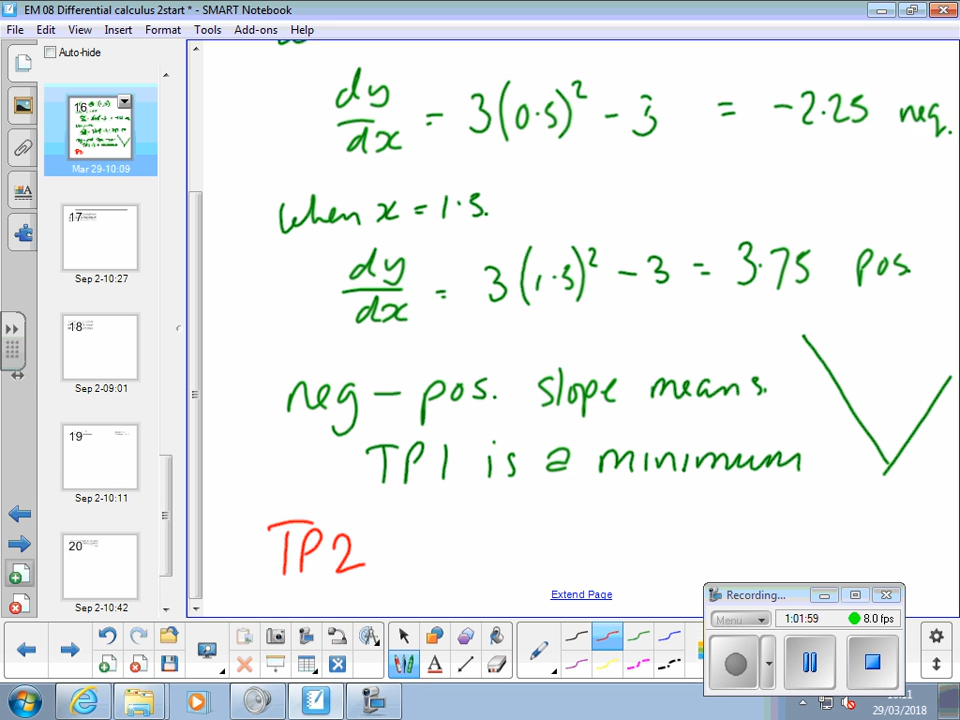 EM 08 Differential calculus 2start * - SMART Notebook
File Edit View Insert Format Tools Add-ons Help
Auto-hide
16
Mar 29-10:09
17
Sep 2-10:27
18
Sep 2-09:01
19
Sep 2-10:11
20
Sep 2-10:42
dy/dx = 3(0.5)² - 3 = -2.25 neg.
when x = 1.5.
dy/dx = 3(1.5)² - 3 = 3.75 pos
neg - pos. slope means.
TP1 is a minimum
TP2
Extend Page
Recording...
Menu 1:01:59 8.0 fps
29/03/2018